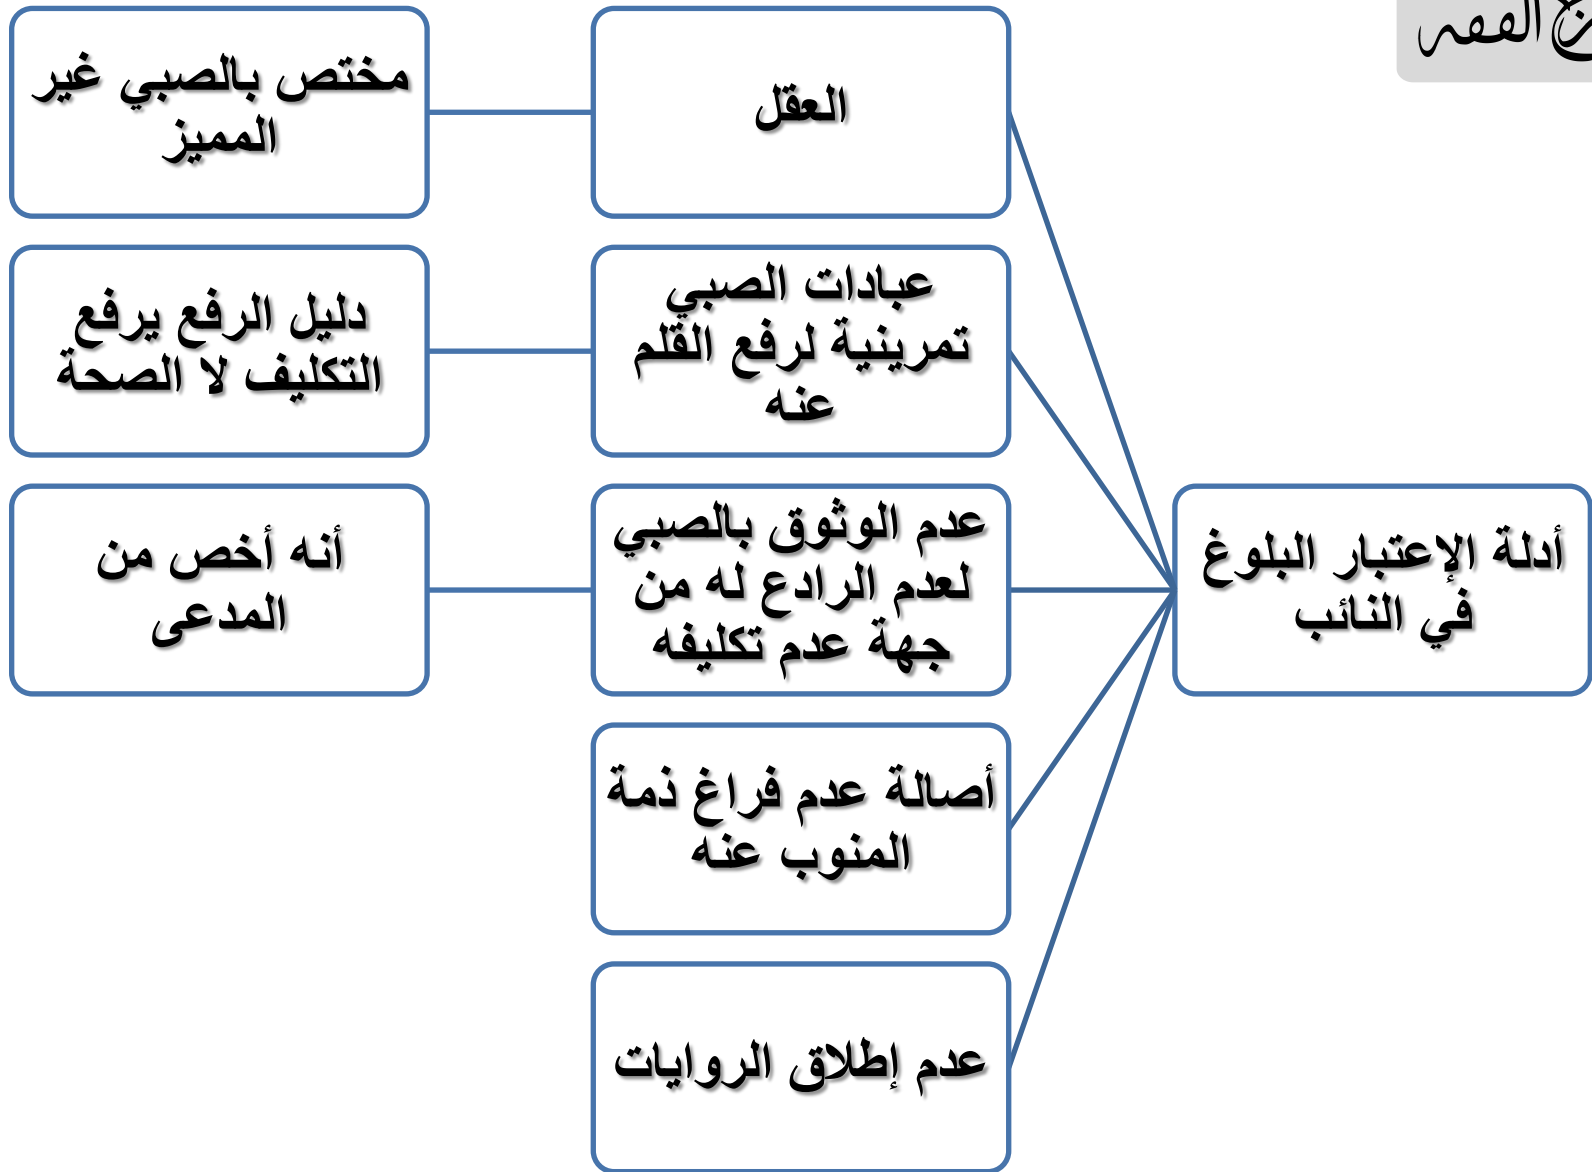 الفقه
أدلة الإعتبار البلوغ
في النائب
العقل
مختص بالصبي غير
المميز
عبادات الصبي
تمرينية لرفع القلم
عنه
دليل الرفع يرفع
التكليف لا الصحة
عدم الوثوق بالصبي
لعدم الرادع له من
جهة عدم تكليفه
أنه أخص من
المدعى
أصالة عدم فراغ ذمة
المنوب عنه
عدم إطلاق الروايات